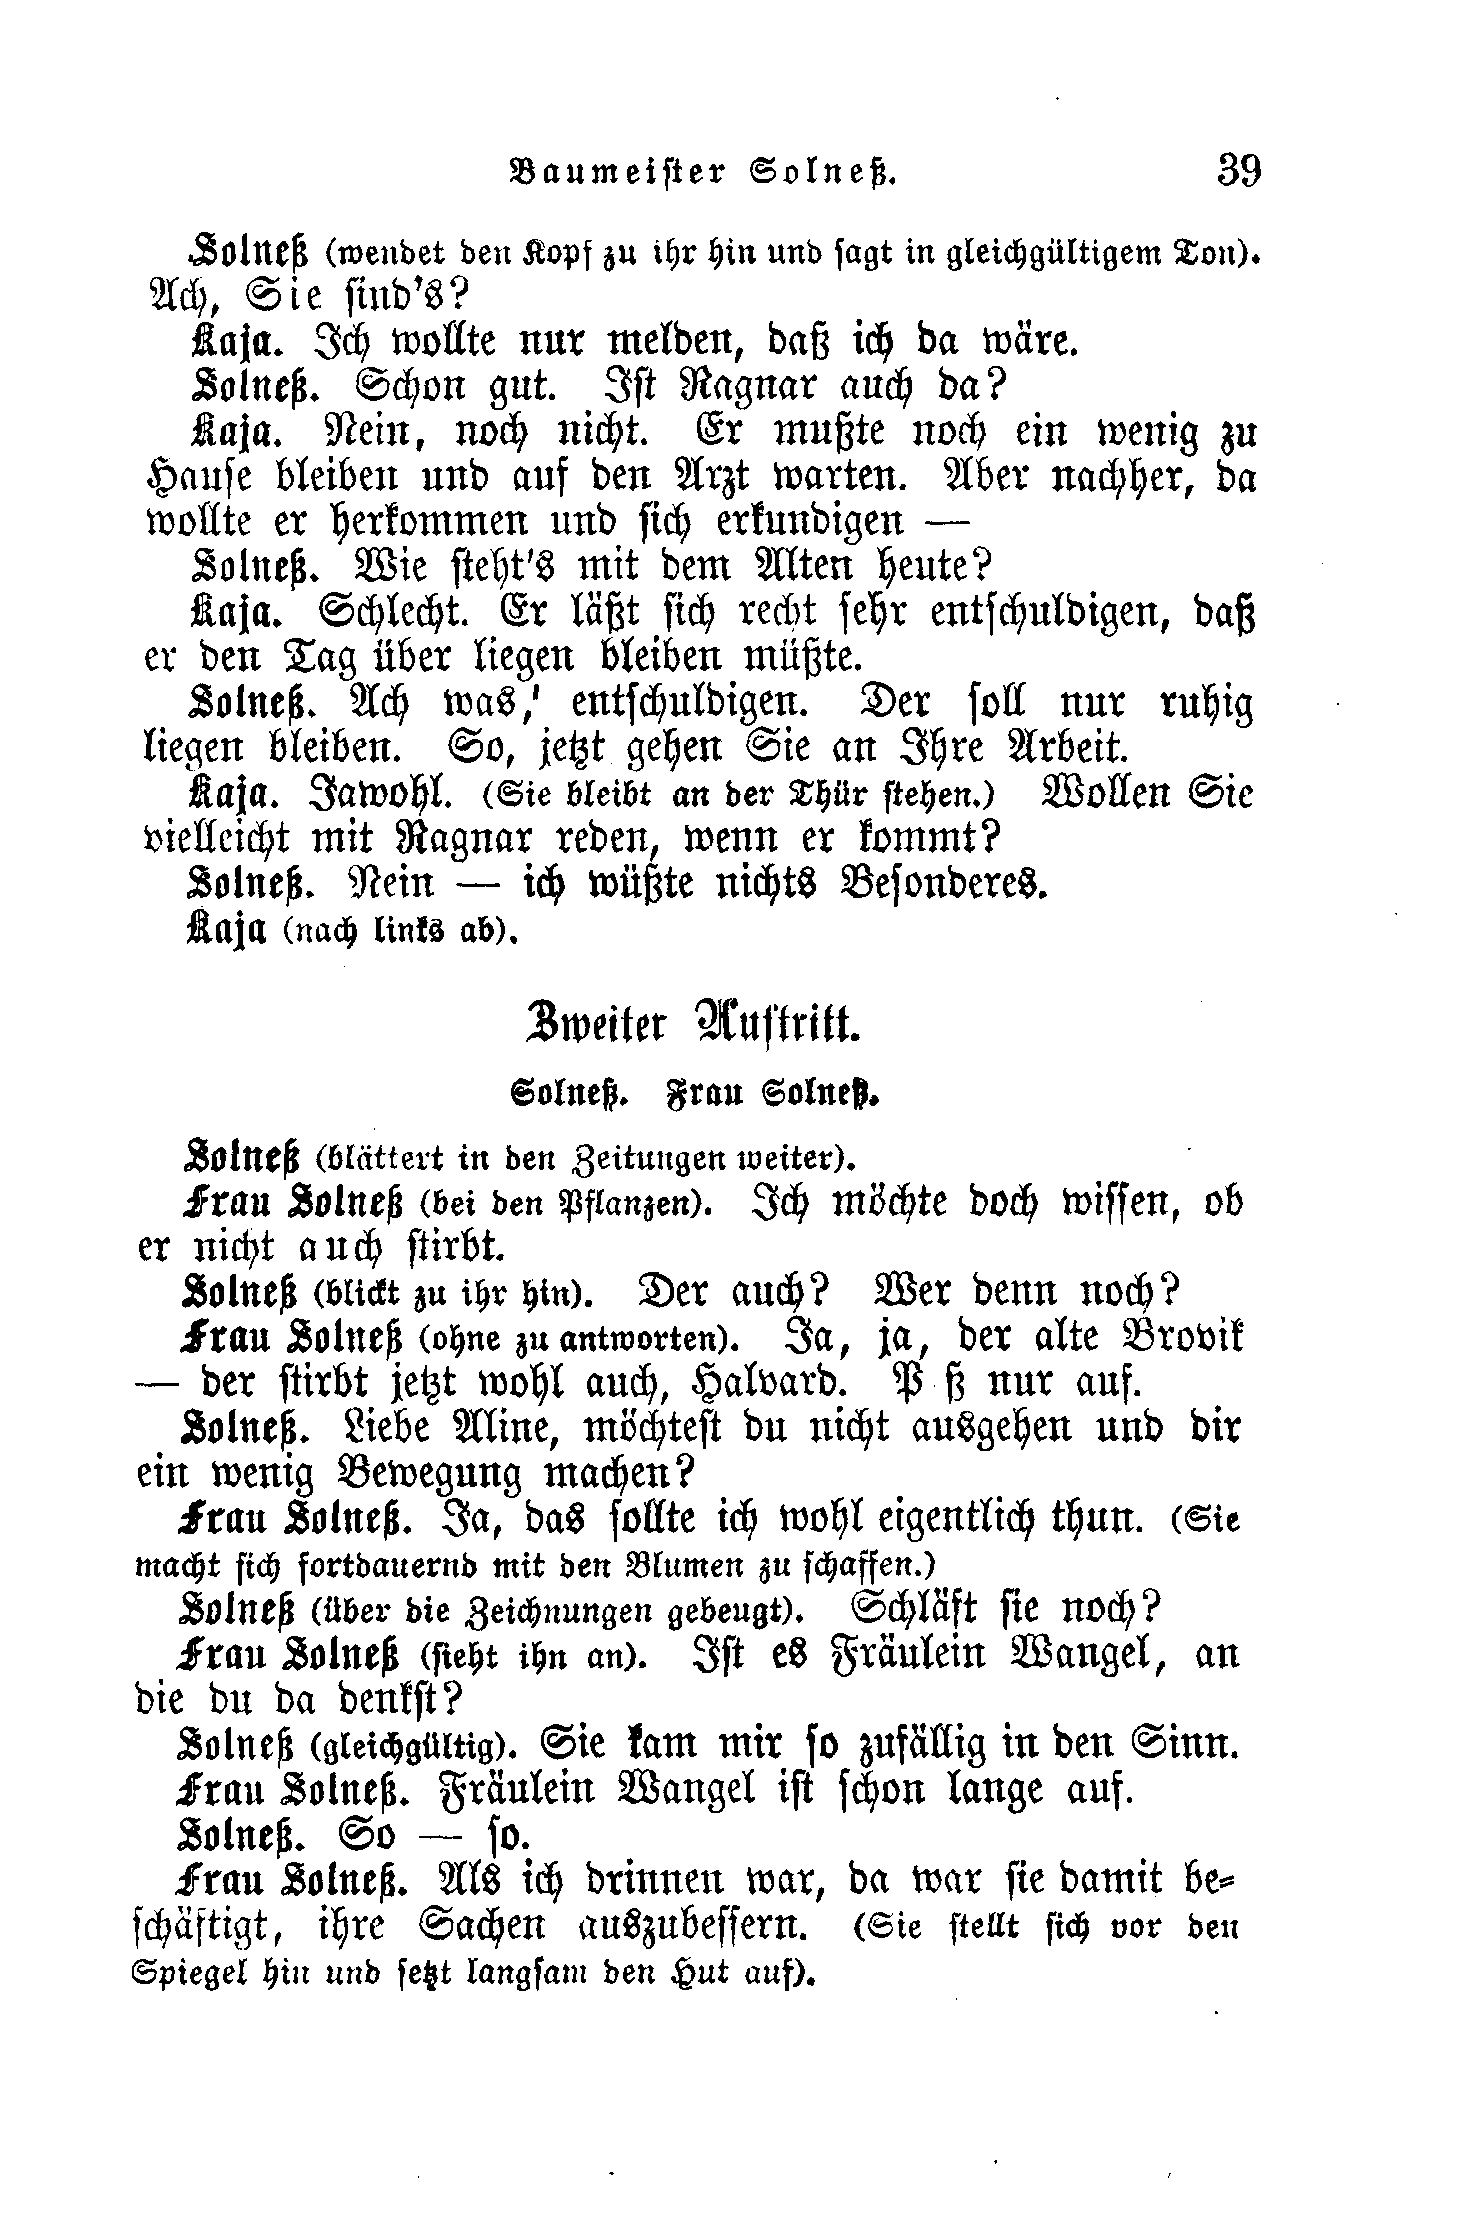 Baumeister Solneß. 39
Solneß (wendet den Kopf zu ihr hin und sagt in gleichgültigem Ton).
Ach, Sie sind's?
Kaja. Ich wollte nur melden, daß ich da wäre.
Solneß. Schon gut. Ist Ragnar auch da?
Kaja. Nein, noch nicht. Er mußte noch ein wenig zu
Hause bleiben und auf den Arzt warten. Aber nachher, da
wollte er herkommen und sich erkundigen —
Solneß. Wie steht's mit dem Alten heute?
Kaja. Schlecht. Er läßt sich recht sehr entschuldigen, daß
er den Tag über liegen bleiben müßte.
Solneß. Ach was,' entschuldigen. Der soll nur ruhig
liegen bleiben. So, jetzt gehen Sie an Ihre Arbeit.
Kaja. Jawohl. (Sie bleibt an der Thür stehen.) Wollen Sie
vielleicht mit Ragnar reden, wenn er kommt?
Solneß. Nein — ich wüßte nichts Besonderes.
Kaja (nach links ab).
Zweiter Auftritt.
Solneß. Frau Solneß.
Solneß (blättert in den Zeitungen weiter).
Frau Solneß (bei den Pflanzen). Ich möchte doch wissen, ob
er nicht auch stirbt.
Solneß (blickt zu ihr hin). Der auch? Wer denn noch?
Frau Solneß (ohne zu antworten). Ja, ja, der alte Brovik
— der stirbt jetzt wohl auch, Halvard. P ß nur auf.
Solneß. Liebe Aline, möchtest du nicht ausgehen und dir
ein wenig Bewegung machen?
Frau Solneß. Ja, das sollte ich wohl eigentlich thun. (Sie
macht sich fortdauernd mit den Blumen zu schaffen.)
Solneß (über die Zeichnungen gebeugt). Schläft sie noch?
Frau Solneß (sieht ihn an). Ist es Fräulein Wangel, an
die du da denkst?
Solneß (gleichgültig). Sie kam mir so zufällig in den Sinn.
Frau Solneß. Fräulein Wangel ist schon lange auf.
Solneß. So — so.
Frau Solneß. Als ich drinnen war, da war sie damit be-
schäftigt, ihre Sachen auszubessern. (Sie stellt sich vor den
Spiegel hin und setzt langsam den Hut auf).